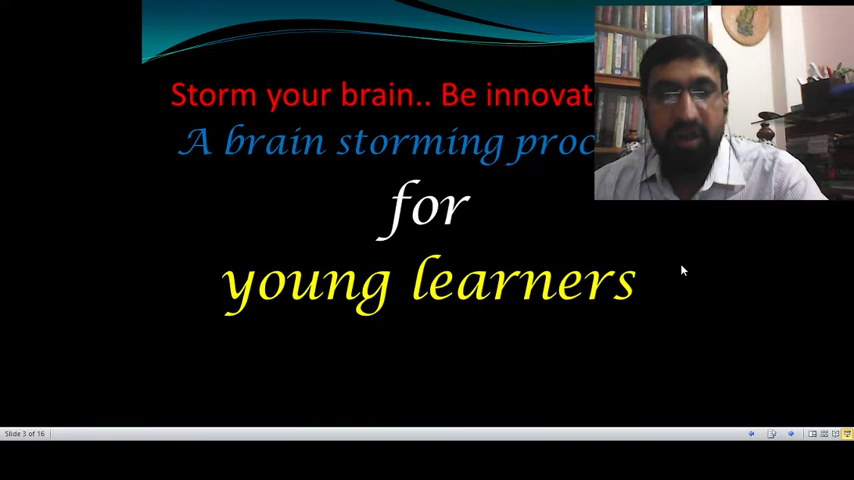 Storm your brain.. Be innovat
A brain storming proc
for
young learners
Slide 3 of 16